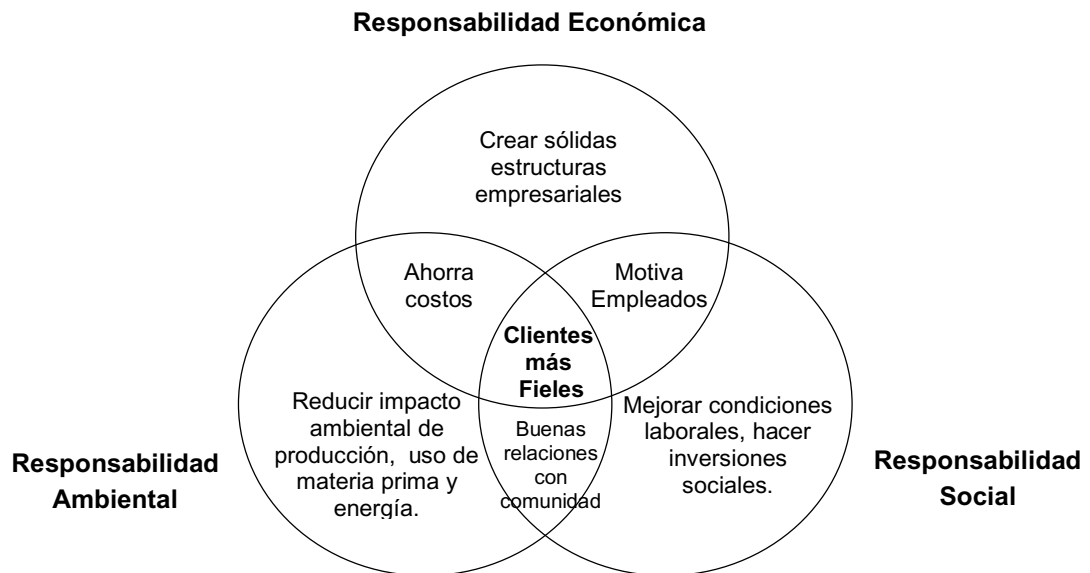 Responsabilidad Económica
Crear sólidas
estructuras
empresariales
Ahorra
costos
Motiva
Empleados
Clientes
más
Fieles
Reducir impacto
ambiental de
producción, uso de
materia prima y
energía.
Buenas
relaciones
con
comunidad
Mejorar condiciones
laborales, hacer
inversiones
sociales.
Responsabilidad
Ambiental
Responsabilidad
Social